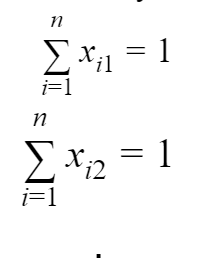 n
∑ x_{i1} = 1
i=1
n
∑ x_{i2} = 1
i=1
.